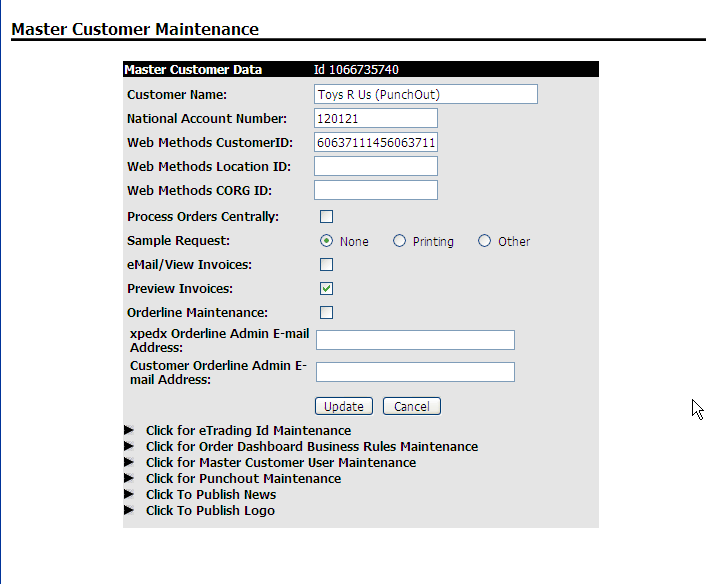 Master Customer Maintenance
Master Customer Data Id 1066735740
Customer Name: Toys R Us (PunchOut)
National Account Number: 120121
Web Methods CustomerID: 60637111456063711
Web Methods Location ID:
Web Methods CORG ID:
Process Orders Centrally:
Sample Request: None Printing Other
eMail/View Invoices:
Preview Invoices:
Orderline Maintenance:
xpedx Orderline Admin E-mail
Address:
Customer Orderline Admin E-
mail Address:
Update Cancel
Click for eTrading Id Maintenance
Click for Order Dashboard Business Rules Maintenance
Click for Master Customer User Maintenance
Click for Punchout Maintenance
Click To Publish News
Click To Publish Logo